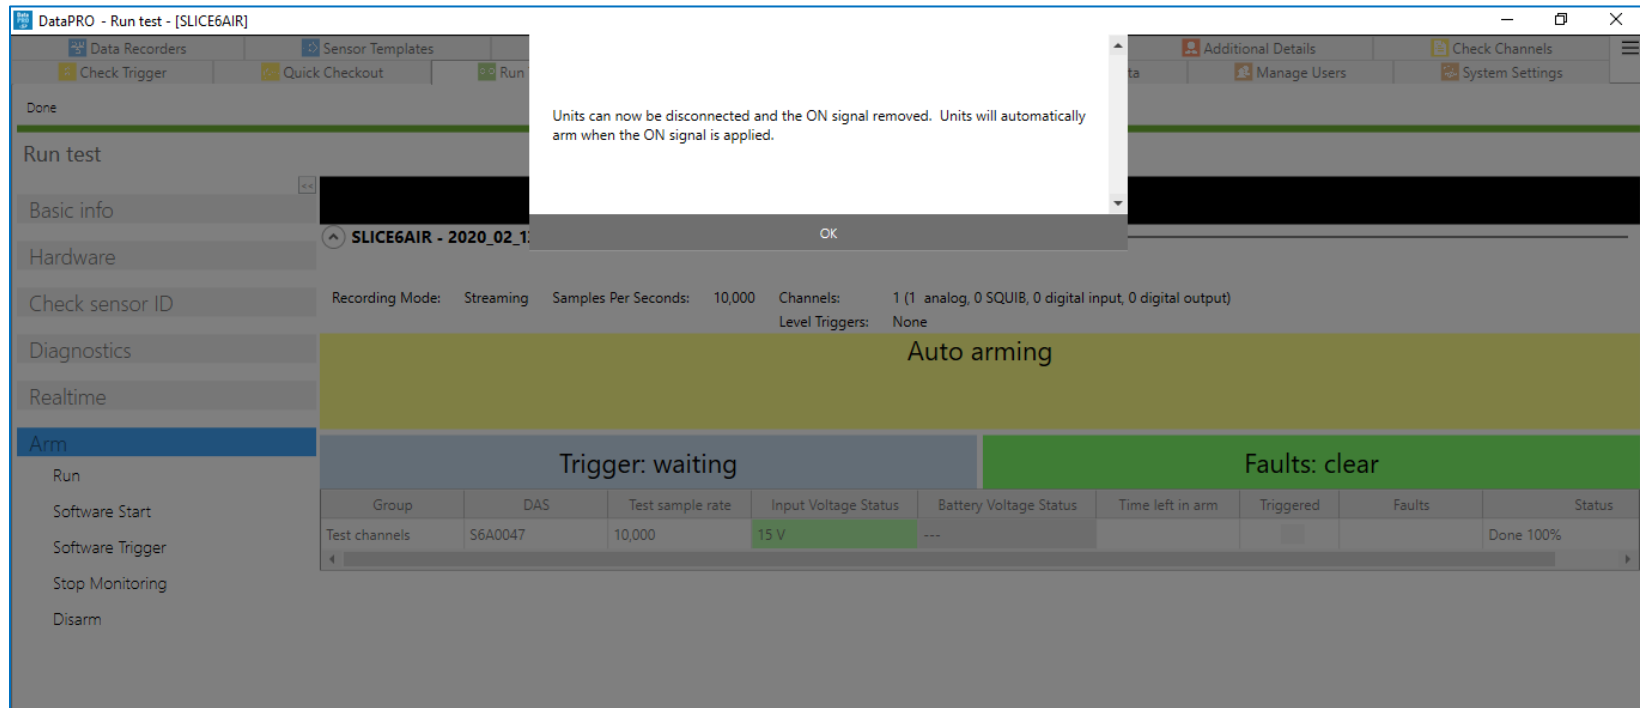 DataPRO - Run test - [SLICE6AIR]
Data Recorders
Sensor Templates
Additional Details
Check Channels
Check Trigger
Quick Checkout
Run
Manage Users
System Settings
Done
Units can now be disconnected and the ON signal removed. Units will automatically
arm when the ON signal is applied.
OK
Run test
<<
Basic info
Hardware
Check sensor ID
Diagnostics
Realtime
Arm
Run
Software Start
Software Trigger
Stop Monitoring
Disarm
SLICE6AIR - 2020_02_1
Recording Mode: Streaming Samples Per Seconds: 10,000 Channels: 1 (1 analog, 0 SQUIB, 0 digital input, 0 digital output)
Level Triggers: None
Auto arming
Trigger: waiting
Faults: clear
Group DAS Test sample rate Input Voltage Status Battery Voltage Status Time left in arm Triggered Faults Status
Test channels S6A0047 10,000 15 V --- Done 100%